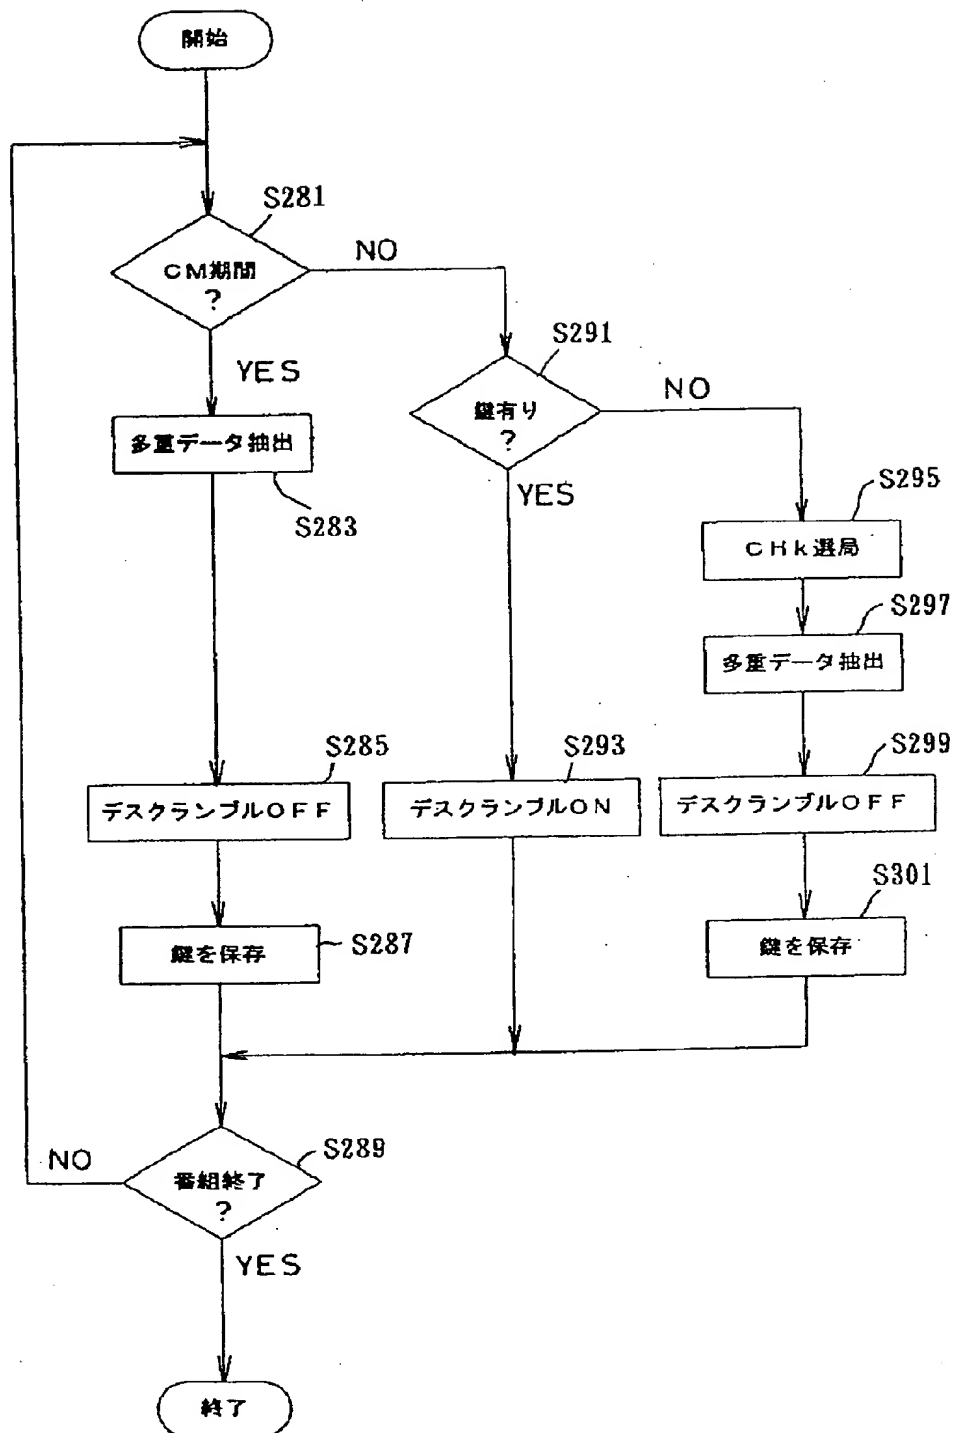 開始
S281
CM期間
?
NO
YES
S291
鍵有り
?
NO
YES
多重データ抽出
S283
S295
CHk選局
S297
多重データ抽出
S285
デスクランブルOFF
S293
デスクランブルON
S299
デスクランブルOFF
S287
鍵を保存
S301
鍵を保存
S289
番組終了
?
NO
YES
終了